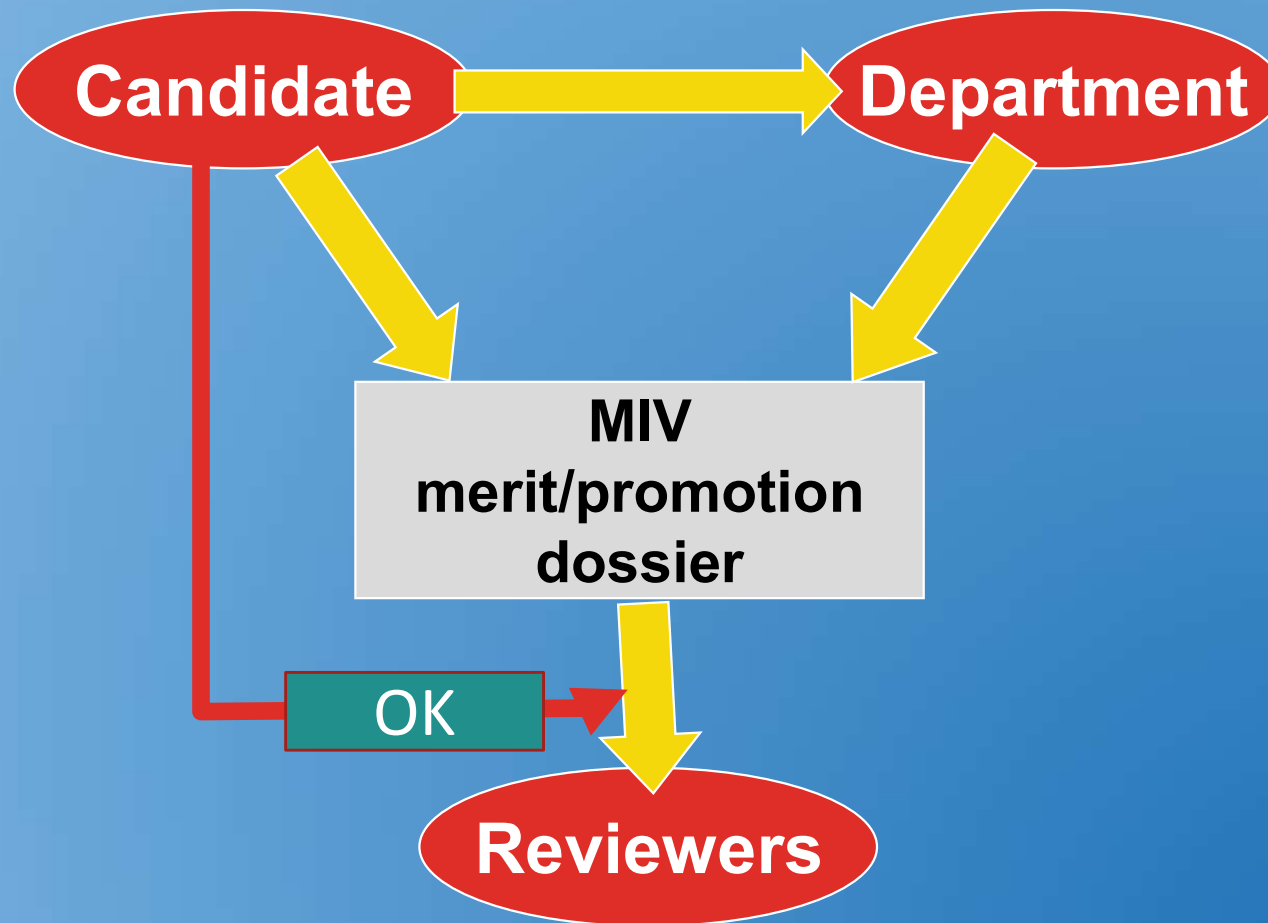 Candidate
Department
MIV
merit/promotion
dossier
OK
Reviewers